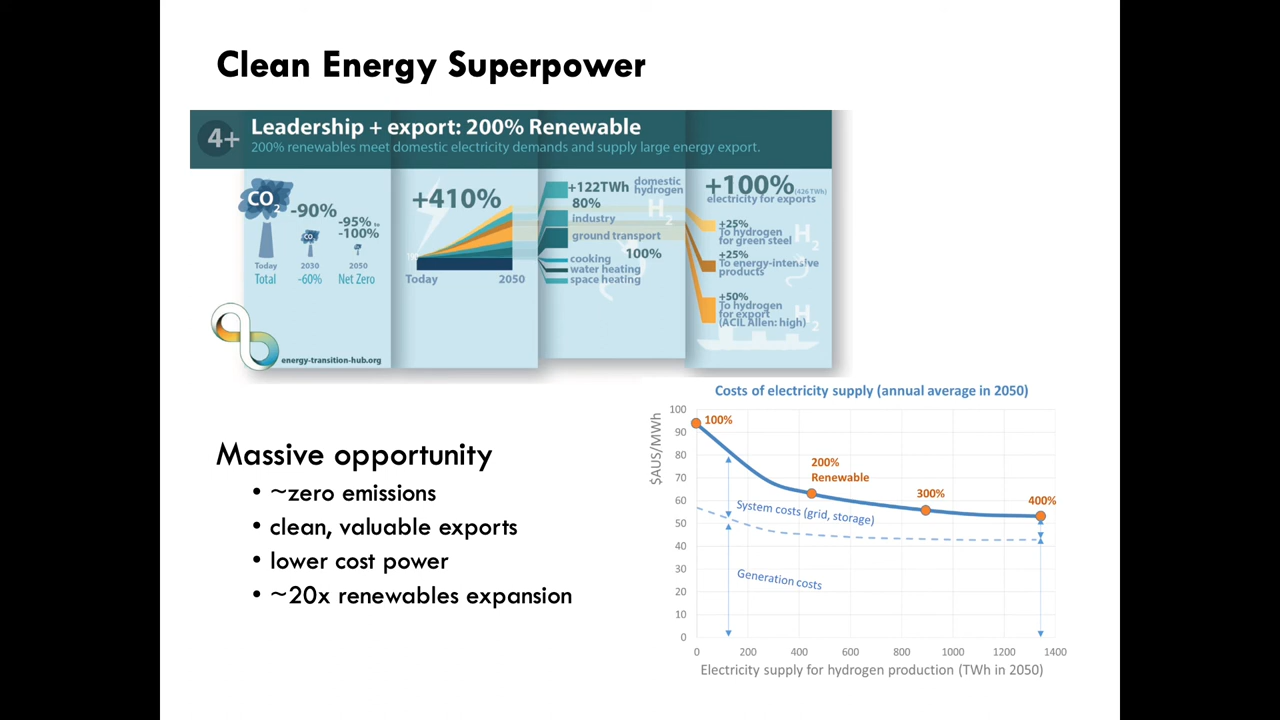 Clean Energy Superpower
4+
Leadership + export: 200% Renewable
200% renewables meet domestic electricity demands and supply large energy export.
CO2
-90%
-95% to
-100%
CO2
Today
2030
2050
Total
-60%
Net Zero
energy-transition-hub.org
+410%
Today
2050
+122TWh
domestic
hydrogen
H2
80%
industry
ground transport
100%
cooking
water heating
space heating
+100% (426 TWh)
electricity for exports
+25%
To hydrogen
for green steel
H2
+25%
To energy-intensive
products
+50%
To hydrogen
for export
(ACIL Allen: high)
H2
Massive opportunity
• ~zero emissions
• clean, valuable exports
• lower cost power
• ~20x renewables expansion
Costs of electricity supply (annual average in 2050)
$AUS/MWh
100
90
80
70
60
50
40
30
20
10
0
100%
200%
Renewable
300%
400%
System costs (grid, storage)
Generation costs
0 200 400 600 800 1000 1200 1400
Electricity supply for hydrogen production (TWh in 2050)